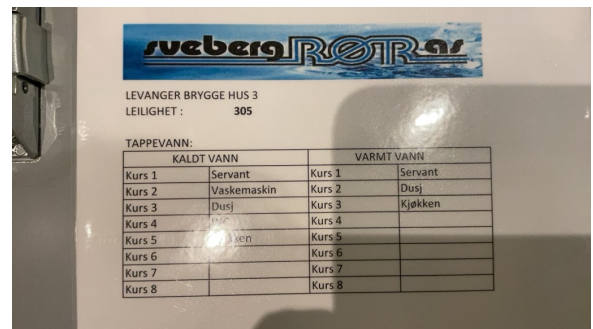 sveberg RØR as
LEVANGER BRYGGE HUS 3
LEILIGHET : 305
TAPPEVANN:
KALDT VANN VARMT VANN
Kurs 1 Servant Kurs 1 Servant
Kurs 2 Vaskemaskin Kurs 2 Dusj
Kurs 3 Dusj Kurs 3 Kjøkken
Kurs 4 Kurs 4
Kurs 5 Kurs 5
Kurs 6 Kurs 6
Kurs 7 Kurs 7
Kurs 8 Kurs 8